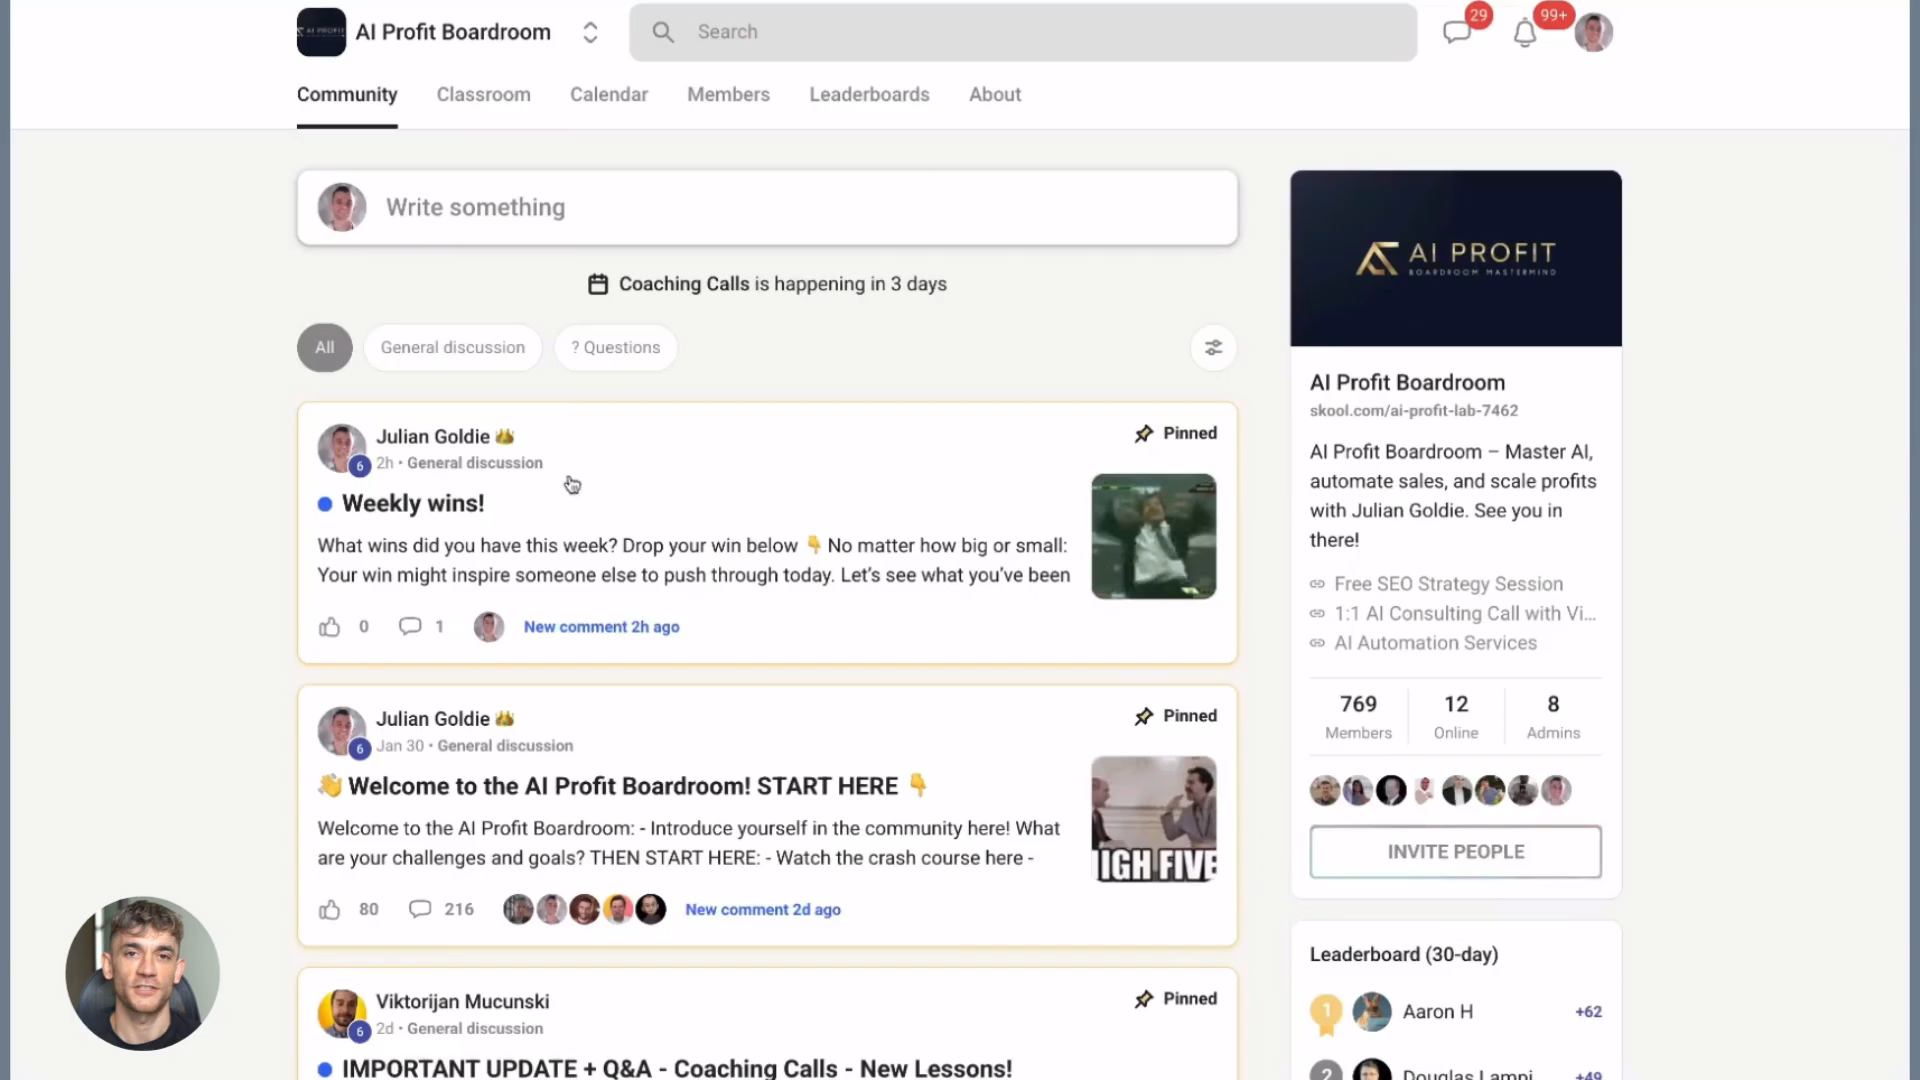 AI Profit Boardroom
Search
29
99+
Community
Classroom
Calendar
Members
Leaderboards
About
Write something
Coaching Calls is happening in 3 days
All
General discussion
? Questions
Julian Goldie
6
2h • General discussion
Pinned
Weekly wins!
What wins did you have this week? Drop your win below 👇 No matter how big or small:
Your win might inspire someone else to push through today. Let's see what you've been
0
1
New comment 2h ago
Julian Goldie
6
Jan 30 • General discussion
Pinned
👋 Welcome to the AI Profit Boardroom! START HERE 👇
Welcome to the AI Profit Boardroom: - Introduce yourself in the community here! What
are your challenges and goals? THEN START HERE: - Watch the crash course here -
HIGH FIVE
80
216
New comment 2d ago
Viktorijan Mucunski
6
2d • General discussion
Pinned
IMPORTANT UPDATE + Q&A - Coaching Calls - New Lessons!
AI PROFIT
BOARDROOM MASTERMIND
AI Profit Boardroom
skool.com/ai-profit-lab-7462
AI Profit Boardroom – Master AI,
automate sales, and scale profits
with Julian Goldie. See you in
there!
Free SEO Strategy Session
1:1 AI Consulting Call with Vi...
AI Automation Services
769
Members
12
Online
8
Admins
INVITE PEOPLE
Leaderboard (30-day)
1
Aaron H
+62
2
Douglas Lampi
+49